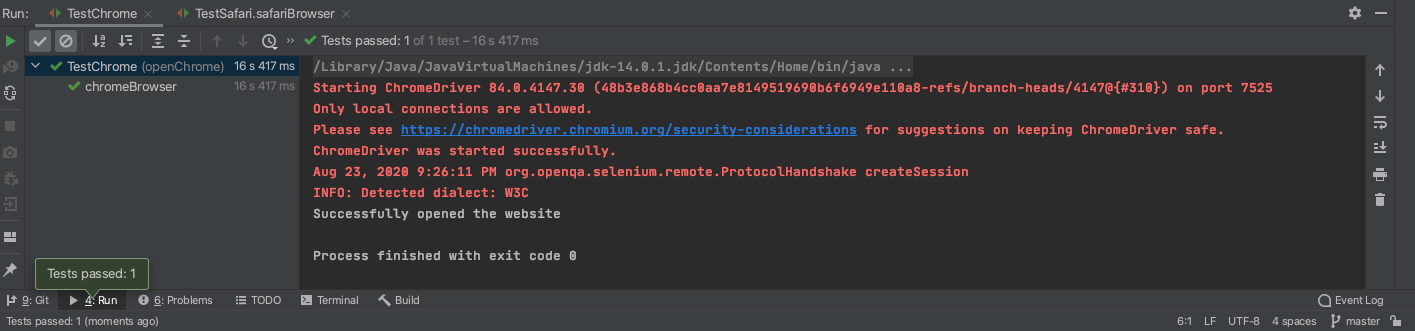 Run: TestChrome × TestSafari.safariBrowser ×
Tests passed: 1 of 1 test – 16 s 417 ms
TestChrome (openChrome) 16 s 417 ms
chromeBrowser 16 s 417 ms
/Library/Java/JavaVirtualMachines/jdk-14.0.1.jdk/Contents/Home/bin/java ...
Starting ChromeDriver 84.0.4147.30 (48b3e868b4cc0aa7e8149519690b6f6949e110a8-refs/branch-heads/4147@{#310}) on port 7525
Only local connections are allowed.
Please see https://chromedriver.chromium.org/security-considerations for suggestions on keeping ChromeDriver safe.
ChromeDriver was started successfully.
Aug 23, 2020 9:26:11 PM org.openqa.selenium.remote.ProtocolHandshake createSession
INFO: Detected dialect: W3C
Successfully opened the website
Process finished with exit code 0
Tests passed: 1
9: Git 4: Run 6: Problems TODO Terminal Build Event Log
Tests passed: 1 (moments ago) 6:1 LF UTF-8 4 spaces master